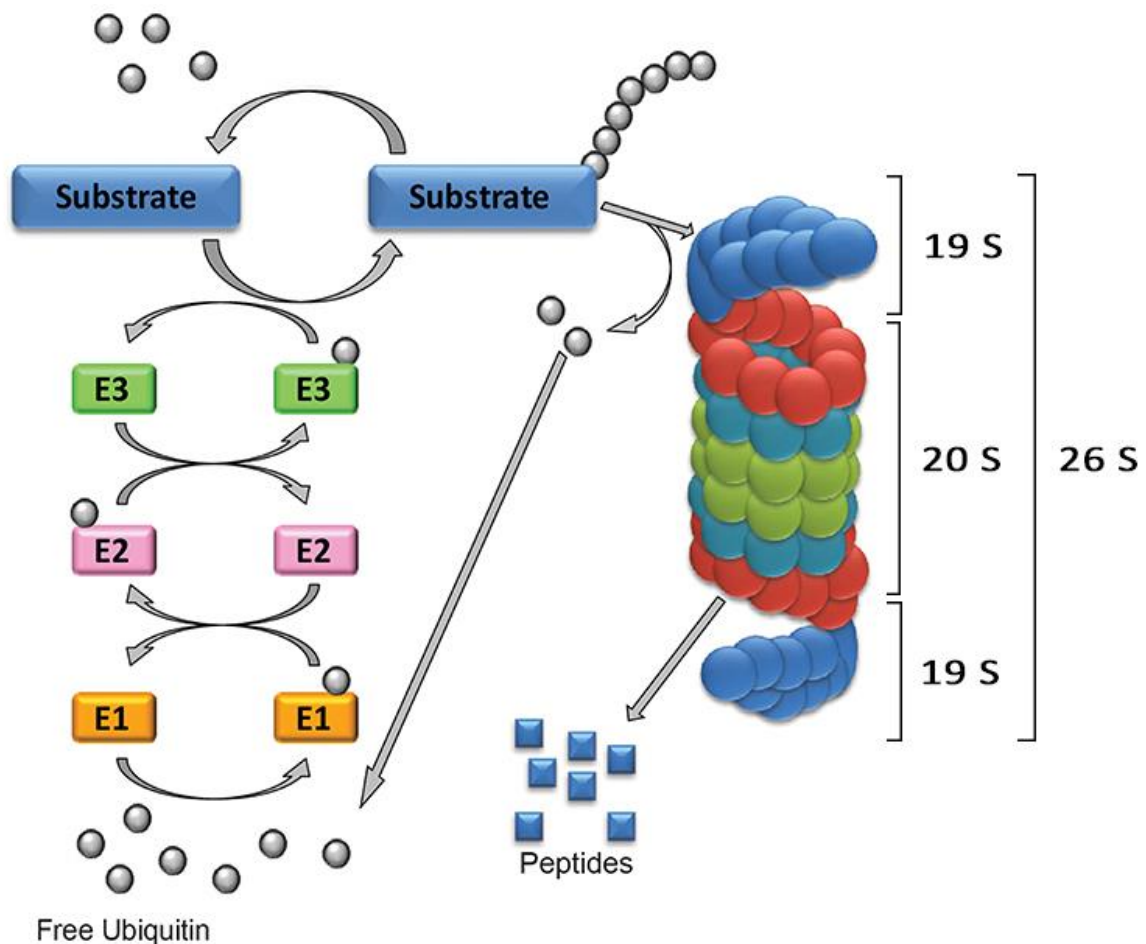 Substrate
Substrate
19 S
E3
E3
20 S
26 S
E2
E2
19 S
E1
E1
Peptides
Free Ubiquitin